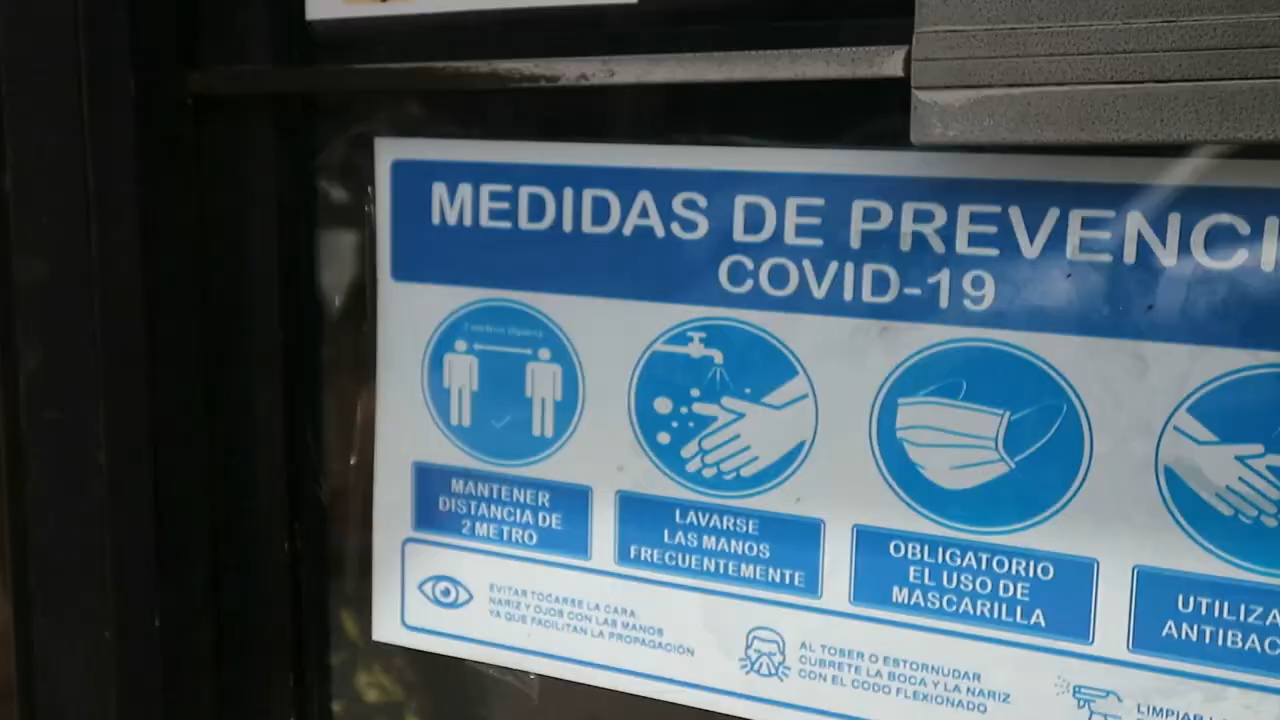 MEDIDAS DE PREVENCI
COVID-19
MANTENER
DISTANCIA DE
2 METRO
LAVARSE
LAS MANOS
FRECUENTEMENTE
OBLIGATORIO
EL USO DE
MASCARILLA
UTILIZA
ANTIBAC
EVITAR TOCARSE LA CARA,
NARIZ Y OJOS CON LAS MANOS
YA QUE FACILITAN LA PROPAGACIÓN
AL TOSER O ESTORNUDAR
CUBRETE LA BOCA Y LA NARIZ
CON EL CODO FLEXIONADO
LIMPIAR